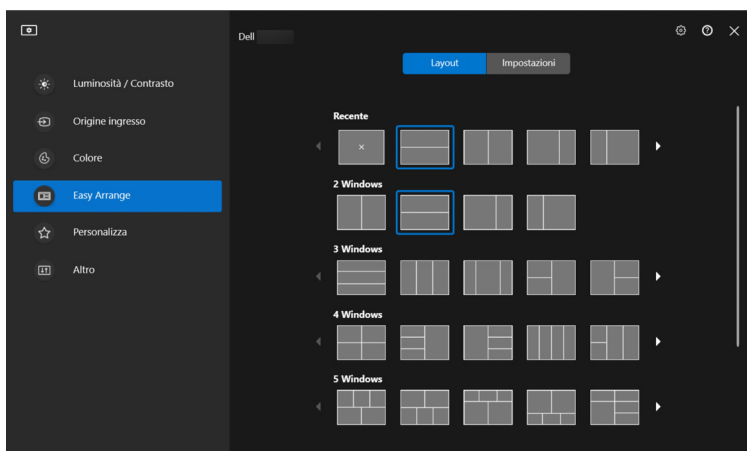 Dell
Layout
Impostazioni
Luminosità / Contrasto
Origine ingresso
Colore
Easy Arrange
Personalizza
Altro
Recente
2 Windows
3 Windows
4 Windows
5 Windows